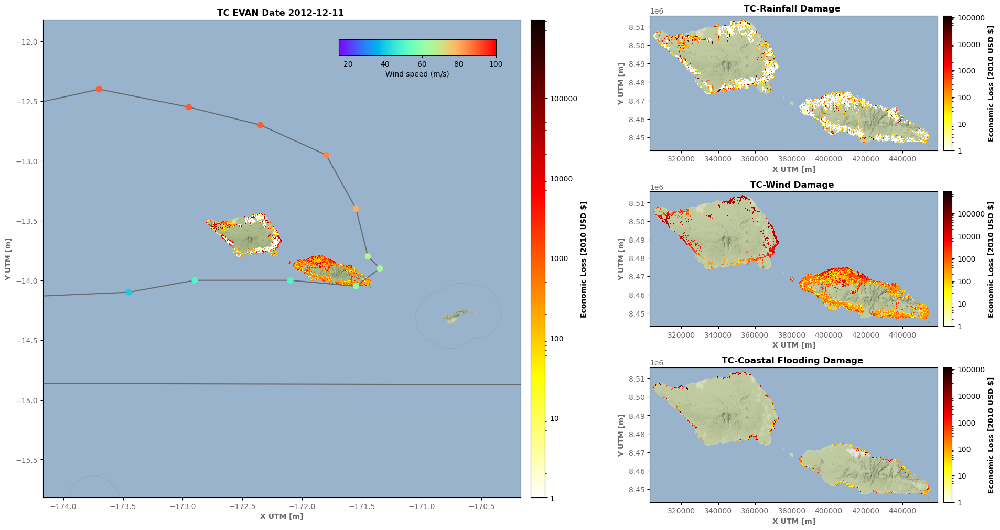 TC EVAN Date 2012-12-11
−12.0
−12.5
−13.0
−13.5
−14.0
−14.5
−15.0
−15.5
Y UTM [m]
−174.0 −173.5 −173.0 −172.5 −172.0 −171.5 −171.0 −170.5
X UTM [m]
20 40 60 80 100
Wind speed (m/s)
100000
10000
1000
100
10
1
Economic Loss [2010 USD $]
TC-Rainfall Damage
1e6
8.51
8.50
8.49
8.48
8.47
8.46
8.45
Y UTM [m]
320000 340000 360000 380000 400000 420000 440000
X UTM [m]
100000
10000
1000
100
10
1
Economic Loss [2010 USD $]
TC-Wind Damage
1e6
8.51
8.50
8.49
8.48
8.47
8.46
8.45
Y UTM [m]
320000 340000 360000 380000 400000 420000 440000
X UTM [m]
100000
10000
1000
100
10
1
Economic Loss [2010 USD $]
TC-Coastal Flooding Damage
1e6
8.51
8.50
8.49
8.48
8.47
8.46
8.45
Y UTM [m]
320000 340000 360000 380000 400000 420000 440000
X UTM [m]
100000
10000
1000
100
10
1
Economic Loss [2010 USD $]